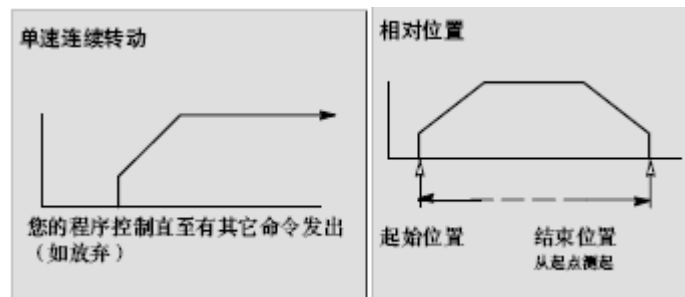 单速连续转动
您的程序控制直至有其它命令发出
（如放弃）
相对位置
起始位置
结束位置
从起点测起